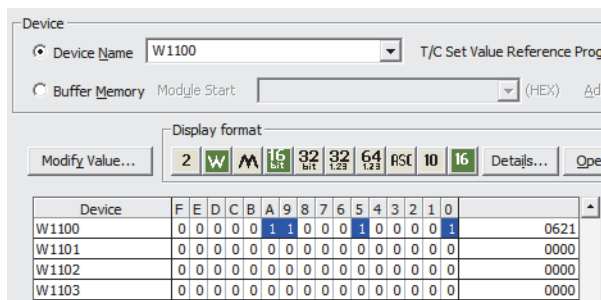 Device
Device Name W1100 T/C Set Value Reference Prog
Buffer Memory Module Start (HEX) Ad
Display format
Modify Value... 2 W M 16 bit 32 bit 32 1.23 64 1.23 ASC 10 16 Details... Ope
Device F E D C B A 9 8 7 6 5 4 3 2 1 0
W1100 0 0 0 0 0 1 1 0 0 0 1 0 0 0 0 1 0621
W1101 0 0 0 0 0 0 0 0 0 0 0 0 0 0 0 0 0000
W1102 0 0 0 0 0 0 0 0 0 0 0 0 0 0 0 0 0000
W1103 0 0 0 0 0 0 0 0 0 0 0 0 0 0 0 0 0000